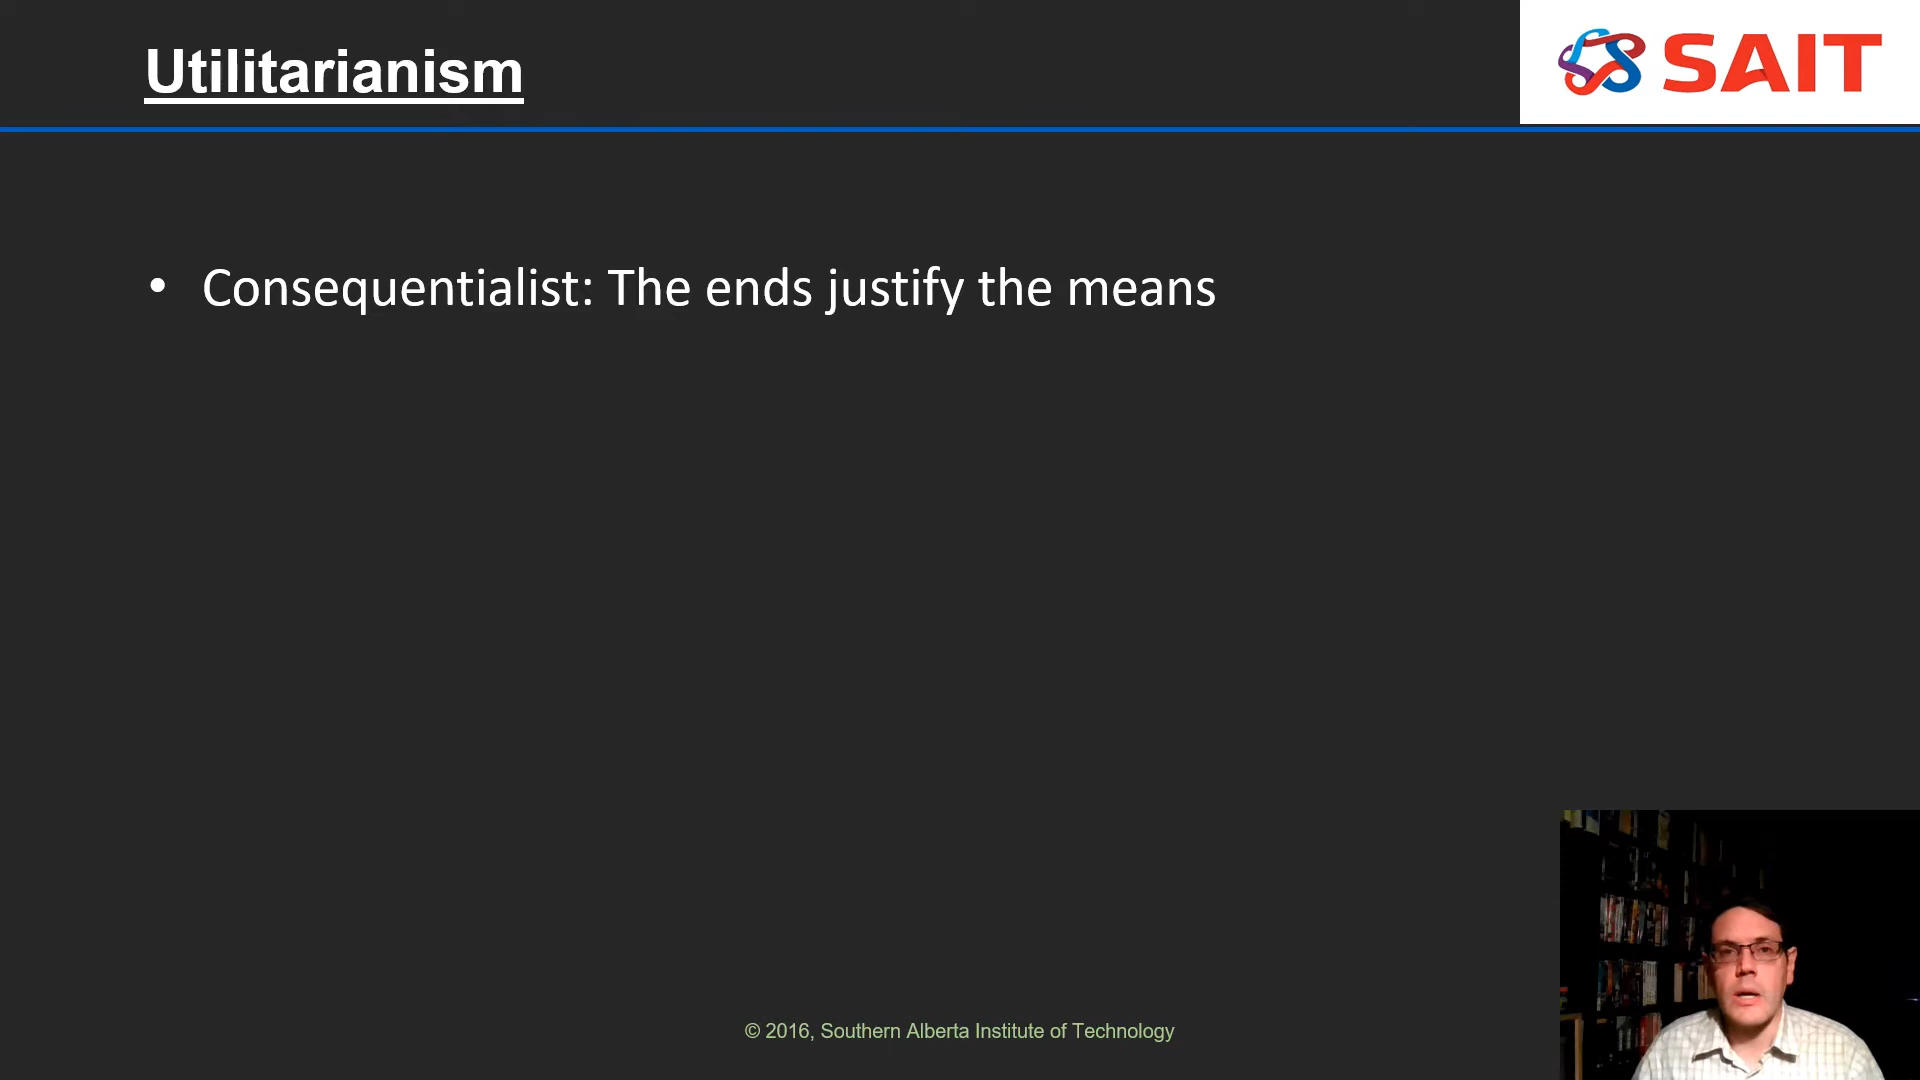 Utilitarianism
SAIT
• Consequentialist: The ends justify the means
© 2016, Southern Alberta Institute of Technology